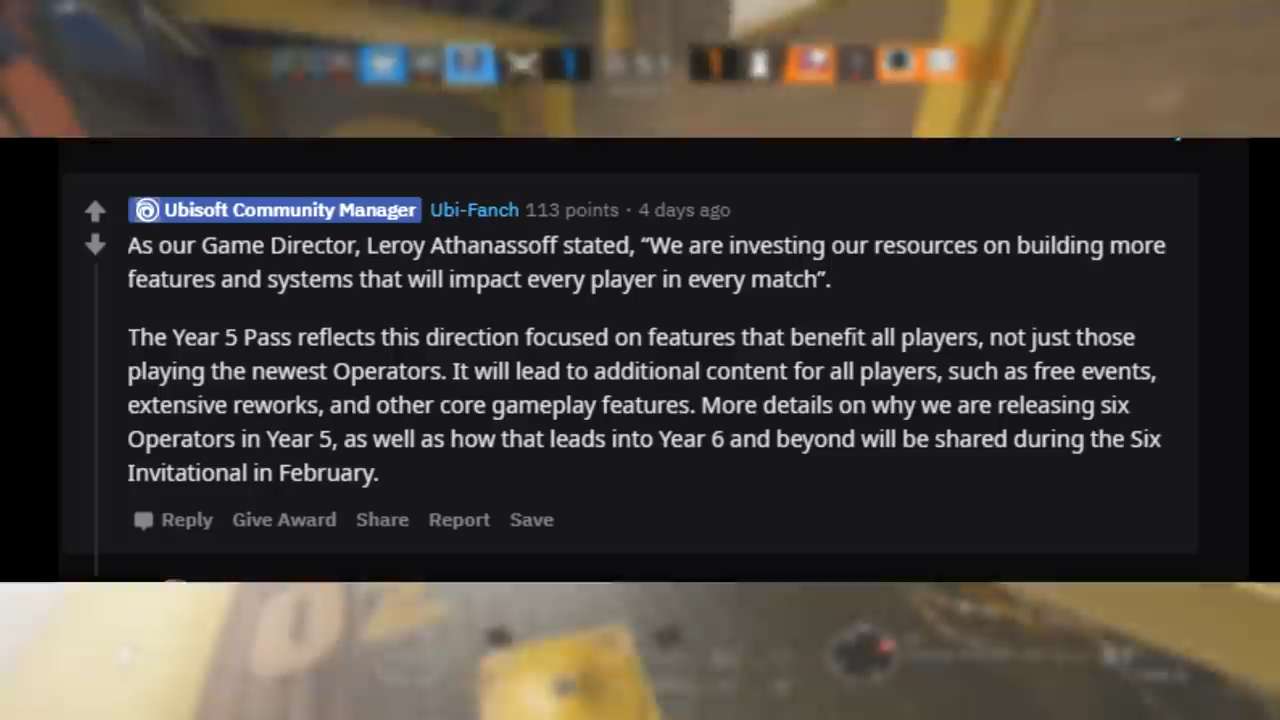 Ubisoft Community Manager Ubi-Fanch 113 points · 4 days ago
As our Game Director, Leroy Athanassoff stated, “We are investing our resources on building more
features and systems that will impact every player in every match”.
The Year 5 Pass reflects this direction focused on features that benefit all players, not just those
playing the newest Operators. It will lead to additional content for all players, such as free events,
extensive reworks, and other core gameplay features. More details on why we are releasing six
Operators in Year 5, as well as how that leads into Year 6 and beyond will be shared during the Six
Invitational in February.
Reply Give Award Share Report Save